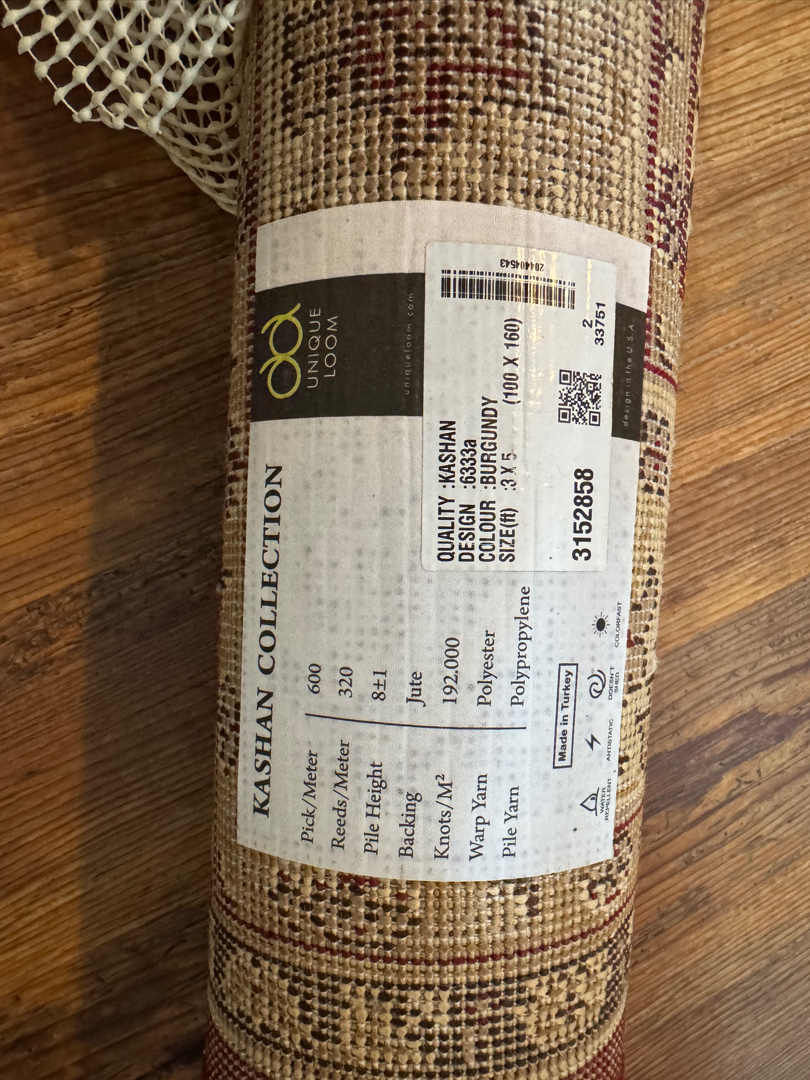 UNIQUE
LOOM
uniqueloom.com
204404543
QUALITY :KASHAN
DESIGN :6333a
COLOUR :BURGUNDY
SIZE(ft) :3 X 5 (100 X 160)
2
33751
3152858
design in the U.S.A.
KASHAN COLLECTION
Pick/Meter 600
Reeds/Meter 320
Pile Height 8±1
Backing Jute
Knots/M² 192.000
Warp Yarn Polyester
Pile Yarn Polypropylene
Made in Turkey
WATER REPELLENT
ANTISTATIC
DOESN'T SHED
COLORFAST